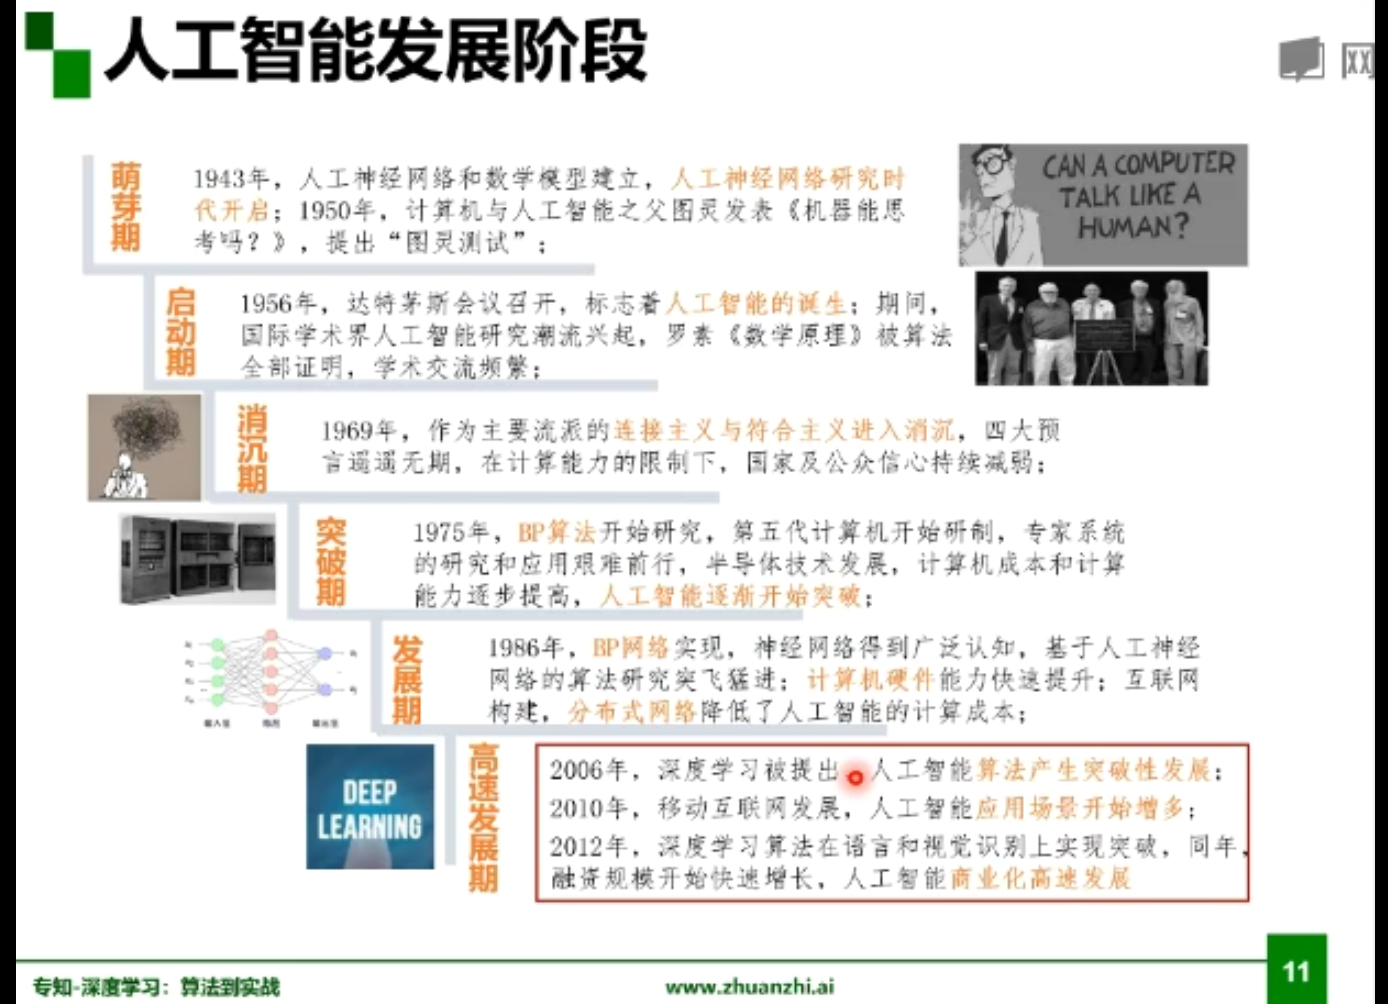 人工智能发展阶段
网
萌芽期
1943年，人工神经网络和数学模型建立，人工神经网络研究时
代开启；1950年，计算机与人工智能之父图灵发表《机器能思
考吗？》，提出“图灵测试”；
CAN A COMPUTER
TALK LIKE A
HUMAN?
启动期
1956年，达特茅斯会议召开，标志着人工智能的诞生；期间，
国际学术界人工智能研究潮流兴起，罗素《数学原理》被算法
全部证明，学术交流频繁；
消沉期
1969年，作为主要流派的连接主义与符合主义进入消沉，四大预
言遥遥无期，在计算能力的限制下，国家及公众信心持续减弱；
突破期
1975年，BP算法开始研究，第五代计算机开始研制，专家系统
的研究和应用艰难前行，半导体技术发展，计算机成本和计算
能力逐步提高，人工智能逐渐开始突破；
发展期
1986年，BP网络实现，神经网络得到广泛认知，基于人工神经
网络的算法研究突飞猛进；计算机硬件能力快速提升；互联网
构建，分布式网络降低了人工智能的计算成本；
DEEP
LEARNING
高速发展期
2006年，深度学习被提出，人工智能算法产生突破性发展；
2010年，移动互联网发展，人工智能应用场景开始增多；
2012年，深度学习算法在语言和视觉识别上实现突破，同年，
融资规模开始快速增长，人工智能商业化高速发展
专知-深度学习：算法到实战
www.zhuanzhi.ai
11